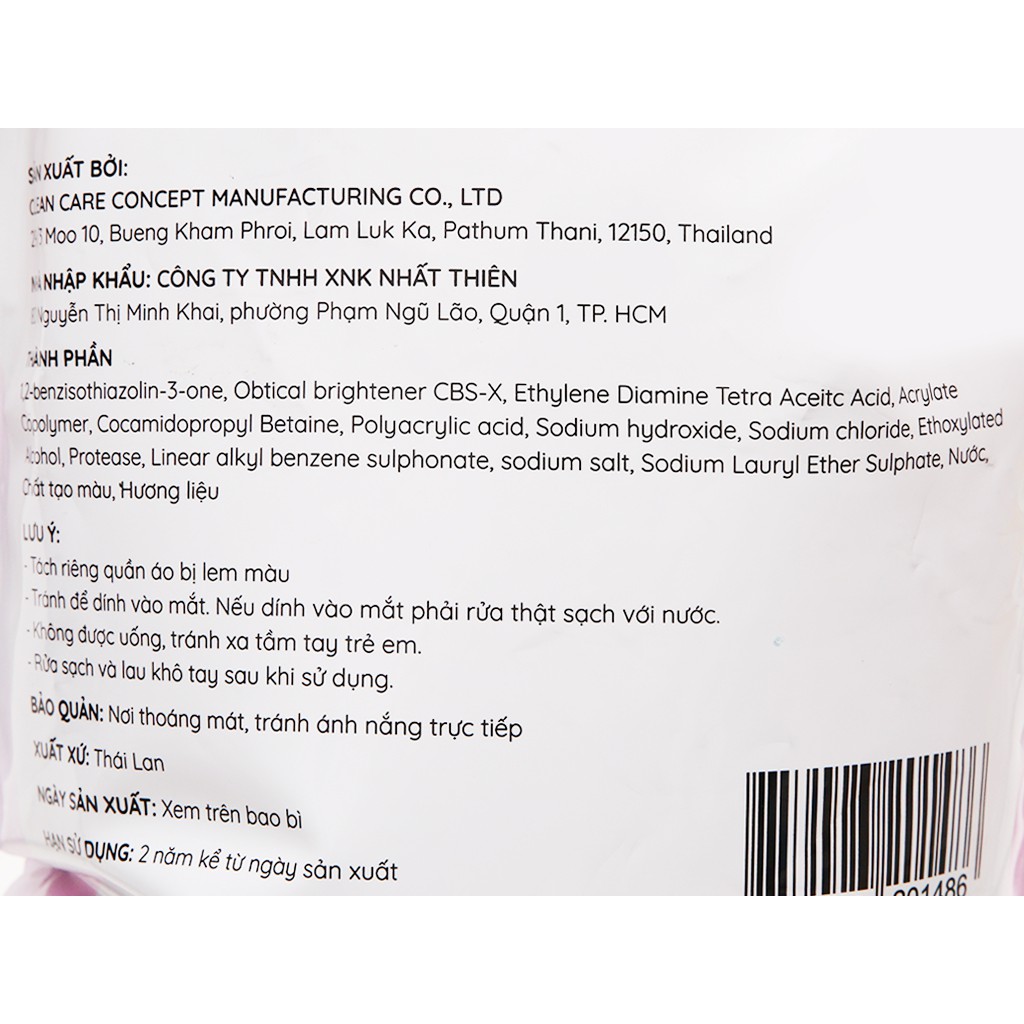 SẢN XUẤT BỞI:
CLEAN CARE CONCEPT MANUFACTURING CO., LTD
Moo 10, Bueng Kham Phroi, Lam Luk Ka, Pathum Thani, 12150, Thailand
NHÀ NHẬP KHẨU: CÔNG TY TNHH XNK NHẤT THIÊN
Nguyễn Thị Minh Khai, phường Phạm Ngũ Lão, Quận 1, TP. HCM
THÀNH PHẦN
1,2-benzisothiazolin-3-one, Obtical brightener CBS-X, Ethylene Diamine Tetra Aceitc Acid, Acrylate
Copolymer, Cocamidopropyl Betaine, Polyacrylic acid, Sodium hydroxide, Sodium chloride, Ethoxylated
Alcohol, Protease, Linear alkyl benzene sulphonate, sodium salt, Sodium Lauryl Ether Sulphate, Nước,
Chất tạo màu, Hương liệu
LƯU Ý:
- Tách riêng quần áo bị lem màu
- Tránh để dính vào mắt. Nếu dính vào mắt phải rửa thật sạch với nước.
- Không được uống, tránh xa tầm tay trẻ em.
- Rửa sạch và lau khô tay sau khi sử dụng.
BẢO QUẢN: Nơi thoáng mát, tránh ánh nắng trực tiếp
XUẤT XỨ: Thái Lan
NGÀY SẢN XUẤT: Xem trên bao bì
HẠN SỬ DỤNG: 2 năm kể từ ngày sản xuất
001486